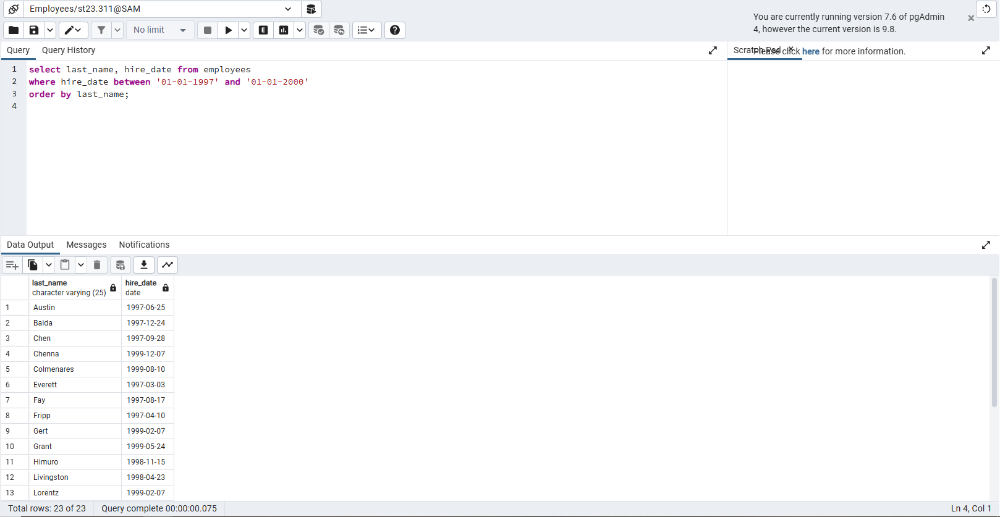 Employees/st23.311@SAM
You are currently running version 7.6 of pgAdmin
4, however the current version is 9.8.
Please click here for more information.
No limit
E
Query Query History
Scratch Pad
1 select last_name, hire_date from employees
2 where hire_date between '01-01-1997' and '01-01-2000'
3 order by last_name;
4
Data Output Messages Notifications
last_name hire_date
character varying (25) date
1 Austin 1997-06-25
2 Baida 1997-12-24
3 Chen 1997-09-28
4 Chenna 1999-12-07
5 Colmenares 1999-08-10
6 Everett 1997-03-03
7 Fay 1997-08-17
8 Fripp 1997-04-10
9 Gert 1999-02-07
10 Grant 1999-05-24
11 Himuro 1998-11-15
12 Livingston 1998-04-23
13 Lorentz 1999-02-07
Total rows: 23 of 23 Query complete 00:00:00.075 Ln 4, Col 1